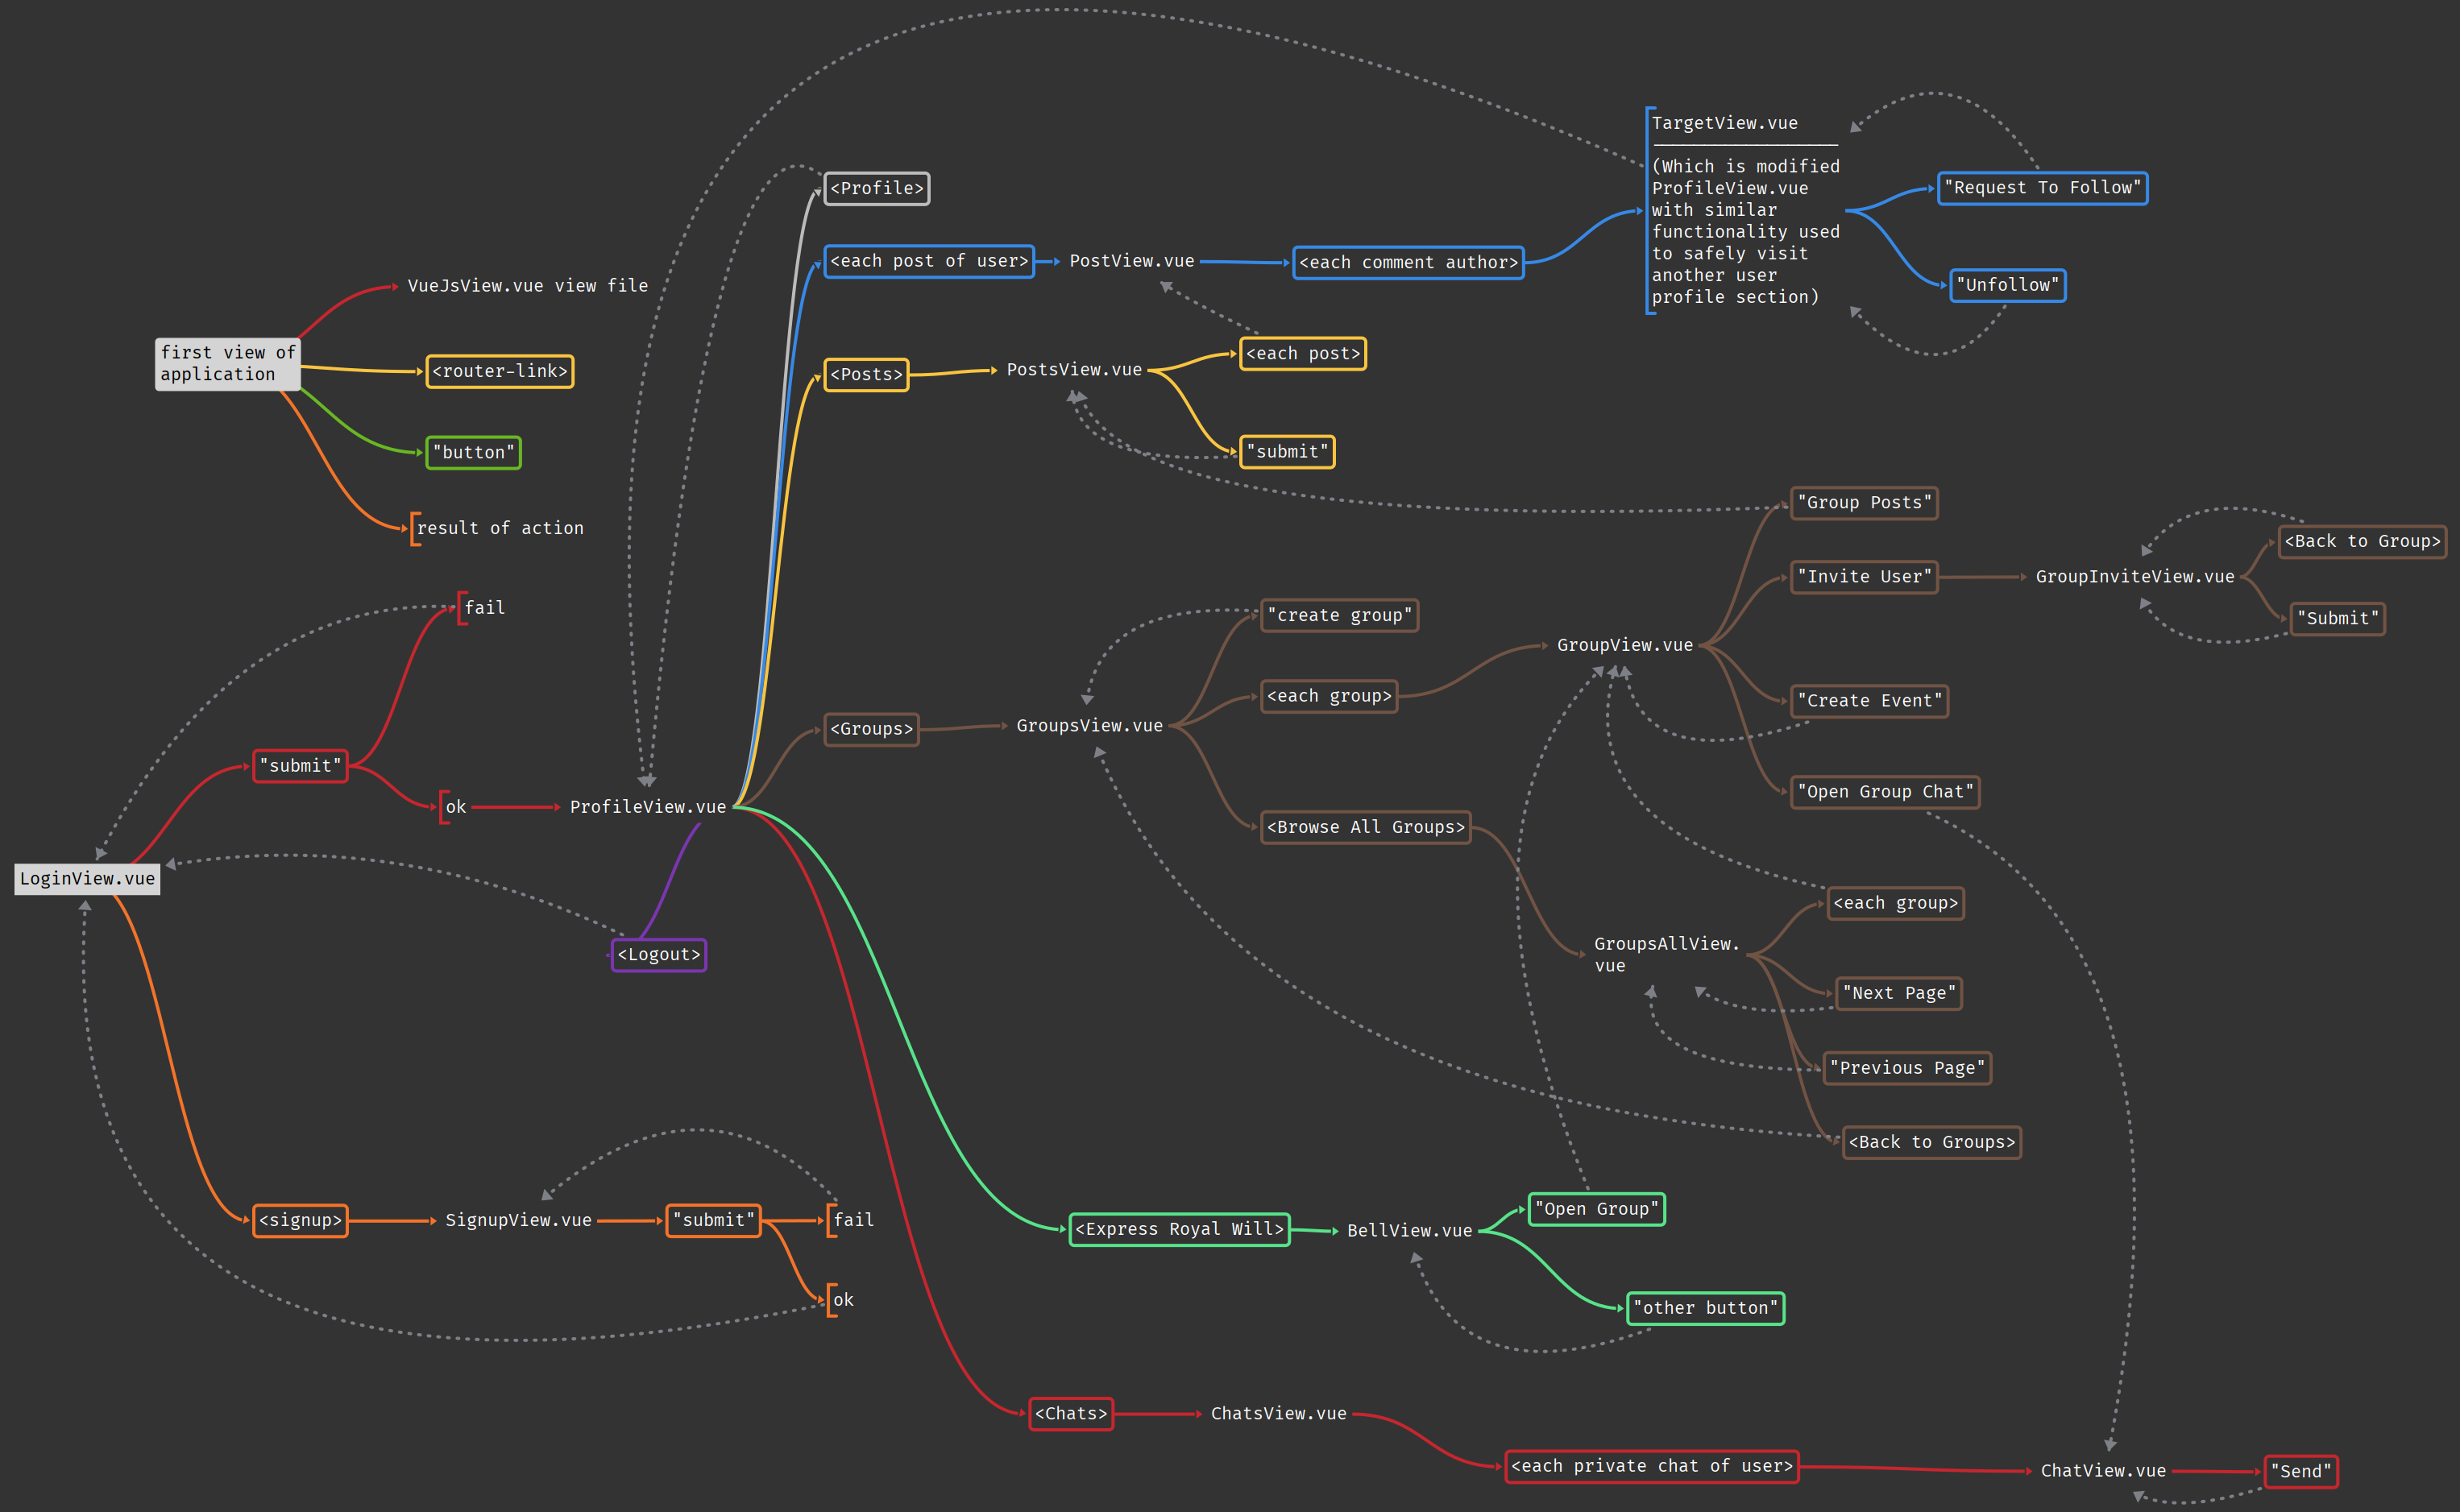 first view of
application
VueJsView.vue view file
<router-link>
"button"
result of action
LoginView.vue
"submit"
fail
ok
ProfileView.vue
<Profile>
<each post of user>
PostView.vue
<each comment author>
TargetView.vue
(Which is modified
ProfileView.vue
with similar
functionality used
to safely visit
another user
profile section)
"Request To Follow"
"Unfollow"
<Posts>
PostsView.vue
<each post>
"submit"
<Groups>
GroupsView.vue
"create group"
<each group>
GroupView.vue
"Group Posts"
"Invite User"
GroupInviteView.vue
<Back to Group>
"Submit"
"Create Event"
"Open Group Chat"
<Browse All Groups>
GroupsAllView.
vue
<each group>
"Next Page"
"Previous Page"
<Back to Groups>
<Logout>
<signup>
SignupView.vue
"submit"
fail
ok
<Express Royal Will>
BellView.vue
"Open Group"
"other button"
<Chats>
ChatsView.vue
<each private chat of user>
ChatView.vue
"Send"